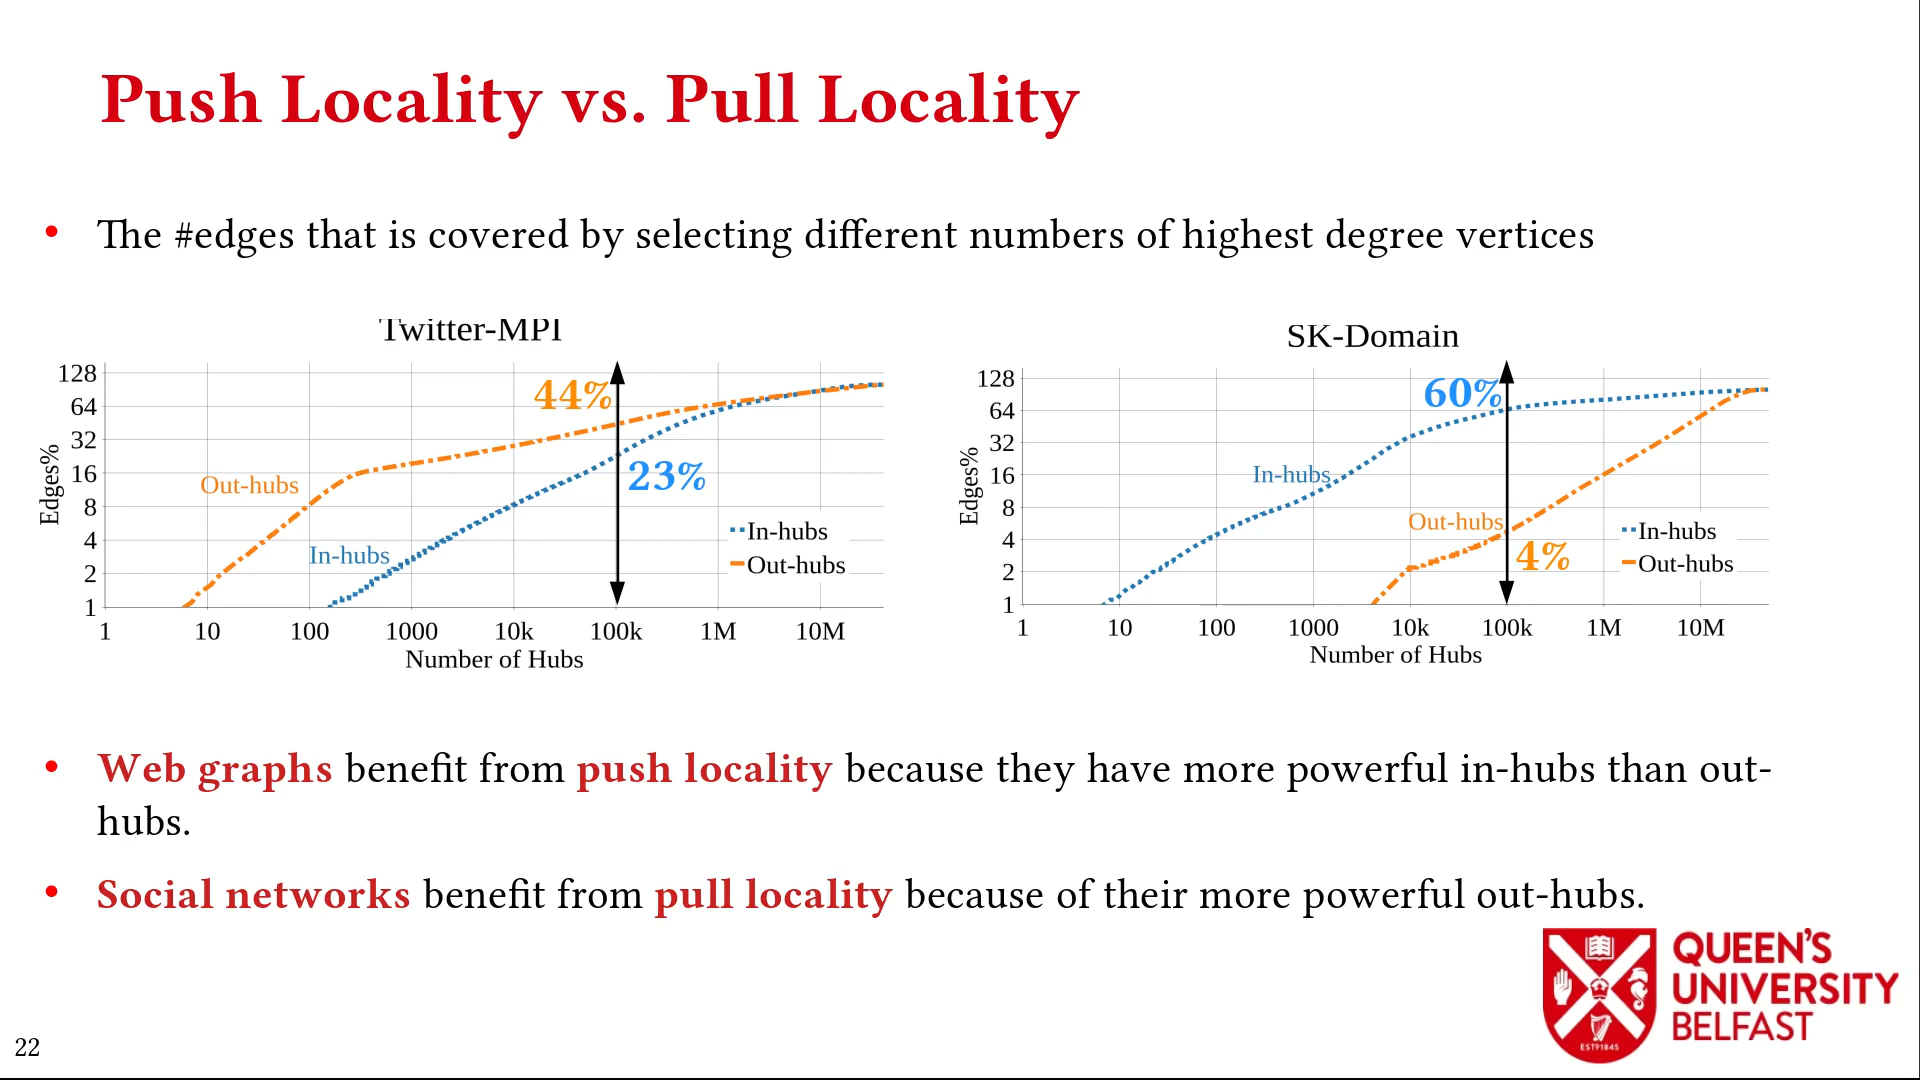 Push Locality vs. Pull Locality
• The #edges that is covered by selecting different numbers of highest degree vertices
Twitter-MPI
128
64
32
16
8
4
2
1
Edges%
44%
23%
Out-hubs
In-hubs
In-hubs
Out-hubs
1 10 100 1000 10k 100k 1M 10M
Number of Hubs
SK-Domain
128
64
32
16
8
4
2
1
Edges%
60%
4%
In-hubs
Out-hubs
In-hubs
Out-hubs
1 10 100 1000 10k 100k 1M 10M
Number of Hubs
• Web graphs benefit from push locality because they have more powerful in-hubs than out-
hubs.
• Social networks benefit from pull locality because of their more powerful out-hubs.
QUEEN'S
UNIVERSITY
BELFAST
ESTD1845
22